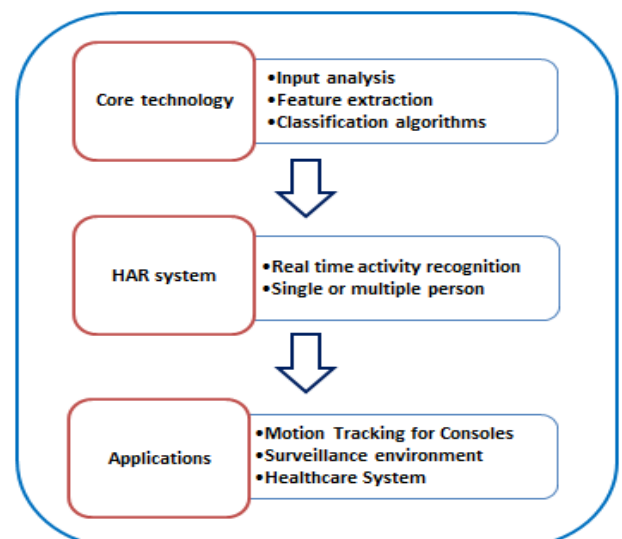 Core technology
•Input analysis
•Feature extraction
•Classification algorithms
HAR system
•Real time activity recognition
•Single or multiple person
Applications
•Motion Tracking for Consoles
•Surveillance environment
•Healthcare System